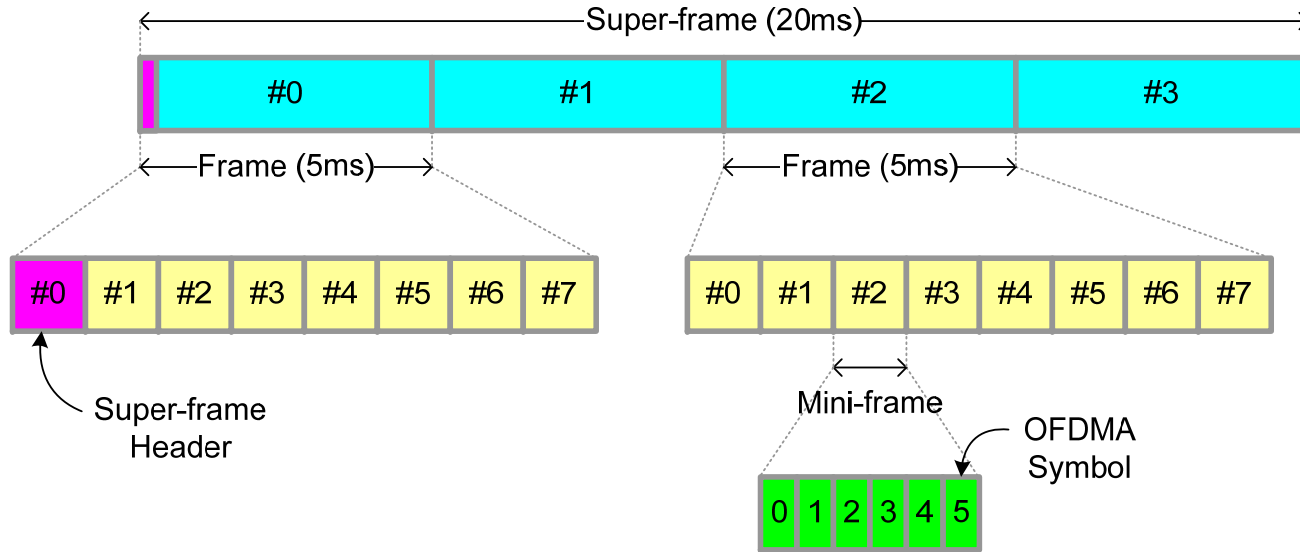 Super-frame (20ms)
#0 #1 #2 #3
Frame (5ms) Frame (5ms)
#0 #1 #2 #3 #4 #5 #6 #7 #0 #1 #2 #3 #4 #5 #6 #7
Super-frame
Header
Mini-frame
OFDMA
Symbol
0 1 2 3 4 5